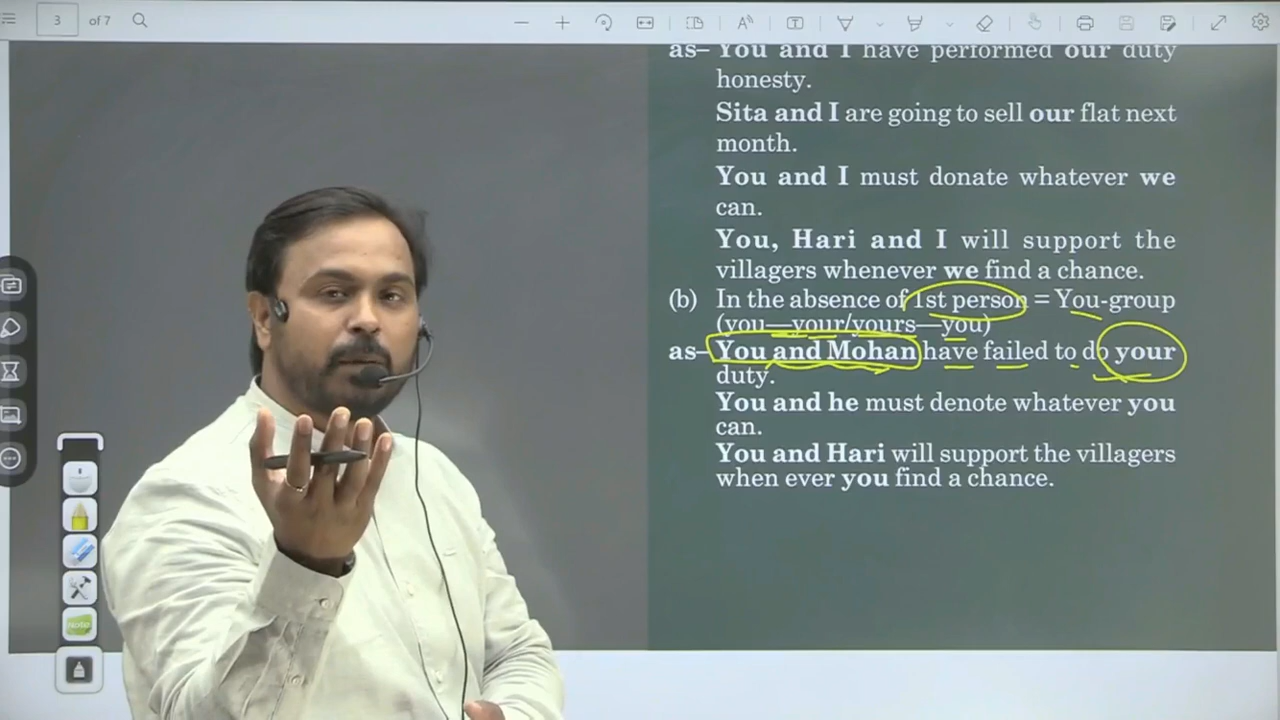 3 of 7
as– You and I have performed our duty
honesty.
Sita and I are going to sell our flat next
month.
You and I must donate whatever we
can.
You, Hari and I will support the
villagers whenever we find a chance.
(b) In the absence of 1st person = You-group
(you—your/yours—you)
as– You and Mohan have failed to do your
duty.
You and he must denote whatever you
can.
You and Hari will support the villagers
when ever you find a chance.
Note